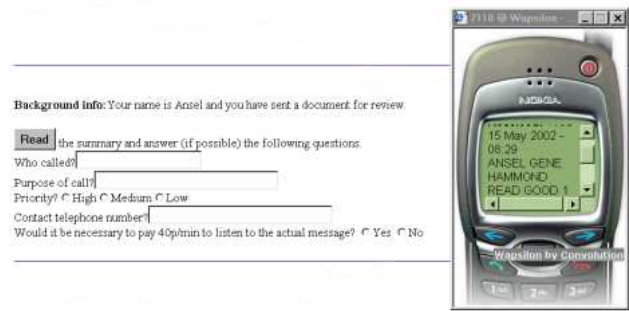 7110 @ Wapsilon -
Background info: Your name is Ansel and you have sent a document for review.
Read the summary and answer (if possible) the following questions:
Who called?
Purpose of call?
Priority? High Medium Low
Contact telephone number?
Would it be necessary to pay 40p/min to listen to the actual message? Yes No
NOKIA
15 May 2002 -
08:29
ANSEL GENE
HAMMOND
READ GOOD 1
Wapsilon by Convolution
1
2
3